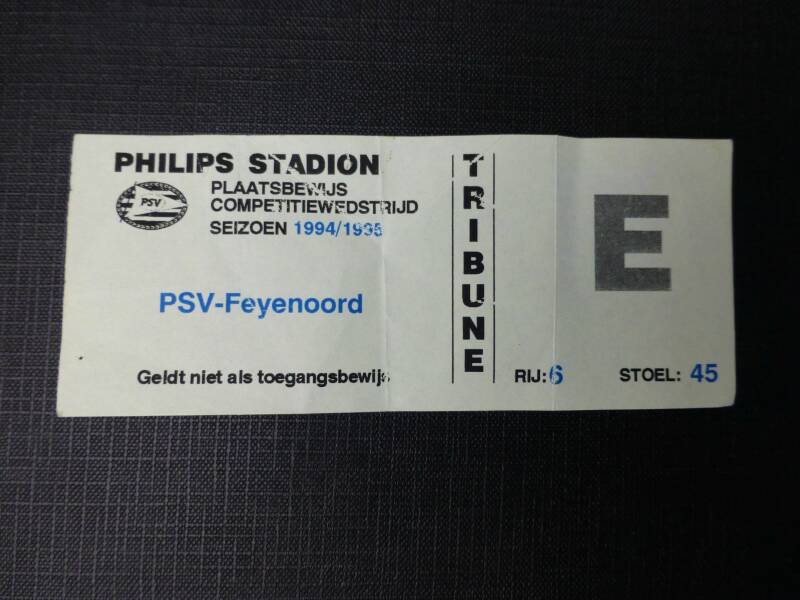 PHILIPS STADION
PSV
PLAATSBEWIJS
COMPETITIEWEDSTRIJD
SEIZOEN 1994/1995
PSV-Feyenoord
Geldt niet als toegangsbewijs
TRIBUNE
E
RIJ: 6
STOEL: 45